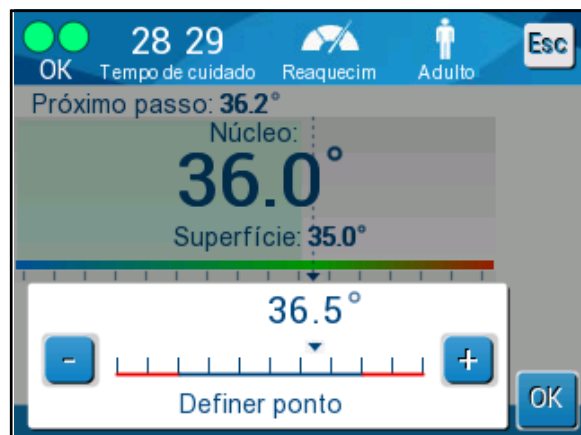 28 29
OK Tempo de cuidado Reaquecim Adulto Esc
Próximo passo: 36.2°
Núcleo:
36.0°
Superfície: 35.0°
36.5°
- +
Definer ponto
OK